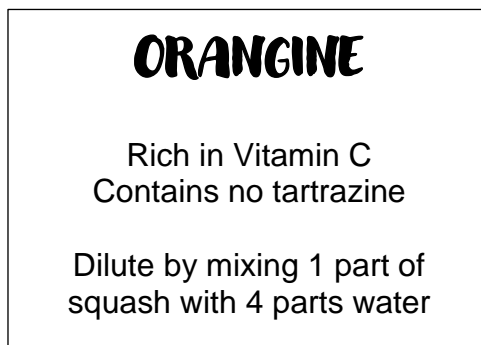 ORANGINE
Rich in Vitamin C
Contains no tartrazine
Dilute by mixing 1 part of
squash with 4 parts water